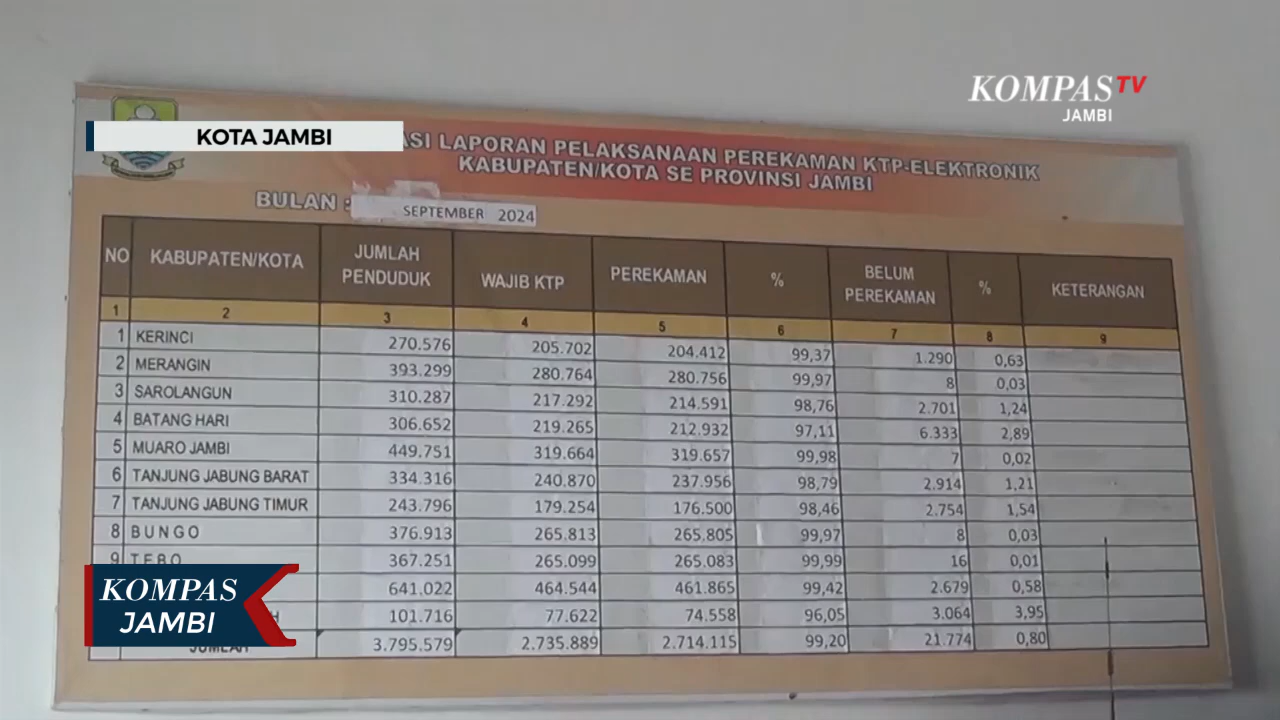 KOMPAS TV
JAMBI
KOTA JAMBI
ASI LAPORAN PELAKSANAAN PEREKAMAN KTP-ELEKTRONIK
KABUPATEN/KOTA SE PROVINSI JAMBI
BULAN : SEPTEMBER 2024
NO KABUPATEN/KOTA JUMLAH PENDUDUK WAJIB KTP PEREKAMAN % BELUM PEREKAMAN % KETERANGAN
1 2 3 4 5 6 7 8 9
1 KERINCI 270.576 205.702 204.412 99,37 1.290 0,63
2 MERANGIN 393.299 280.764 280.756 99,97 8 0,03
3 SAROLANGUN 310.287 217.292 214.591 98,76 2.701 1,24
4 BATANG HARI 306.652 219.265 212.932 97,11 6.333 2,89
5 MUARO JAMBI 449.751 319.664 319.657 99,98 7 0,02
6 TANJUNG JABUNG BARAT 334.316 240.870 237.956 98,79 2.914 1,21
7 TANJUNG JABUNG TIMUR 243.796 179.254 176.500 98,46 2.754 1,54
8 BUNGO 376.913 265.813 265.805 99,97 8 0,03
9 TEBO 367.251 265.099 265.083 99,99 16 0,01
641.022 464.544 461.865 99,42 2.679 0,58
H 101.716 77.622 74.558 96,05 3.064 3,95
JUMLAH 3.795.579 2.735.889 2.714.115 99,20 21.774 0,80
KOMPAS
JAMBI